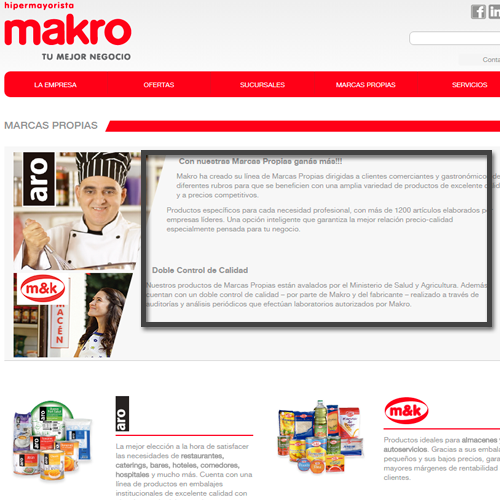 hipermayorista
makro
TU MEJOR NEGOCIO
LA EMPRESA OFERTAS SUCURSALES MARCAS PROPIAS SERVICIOS
MARCAS PROPIAS
aro
Con nuestras Marcas Propias ganás más!!!
Makro ha creado su línea de Marcas Propias dirigidas a clientes comerciantes y gastronómicos
diferentes rubros para que se beneficien con una amplia variedad de productos de excelente
y a precios competitivos.
Productos específicos para cada necesidad profesional, con más de 1200 artículos elaborados
empresas líderes. Una opción inteligente que garantiza la mejor relación precio-calidad
especialmente pensada para tu negocio.
m&k
Doble Control de Calidad
Nuestros productos de Marcas Propias están avalados por el Ministerio de Salud y Agricultura. Además
cuentan con un doble control de calidad – por parte de Makro y del fabricante – realizado a través de
auditorías y análisis periódicos que efectúan laboratorios autorizados por Makro.
aro
La mejor elección a la hora de satisfacer
las necesidades de restaurantes,
caterings, bares, hoteles, comedores,
hospitales y mucho más. Cuenta con una
línea de productos en embalajes
institucionales de excelente calidad con
m&k
Productos ideales para almacenes y
autoservicios. Gracias a sus
pequeños y sus bajos precios,
mayores márgenes de rentabilidad
clientes.